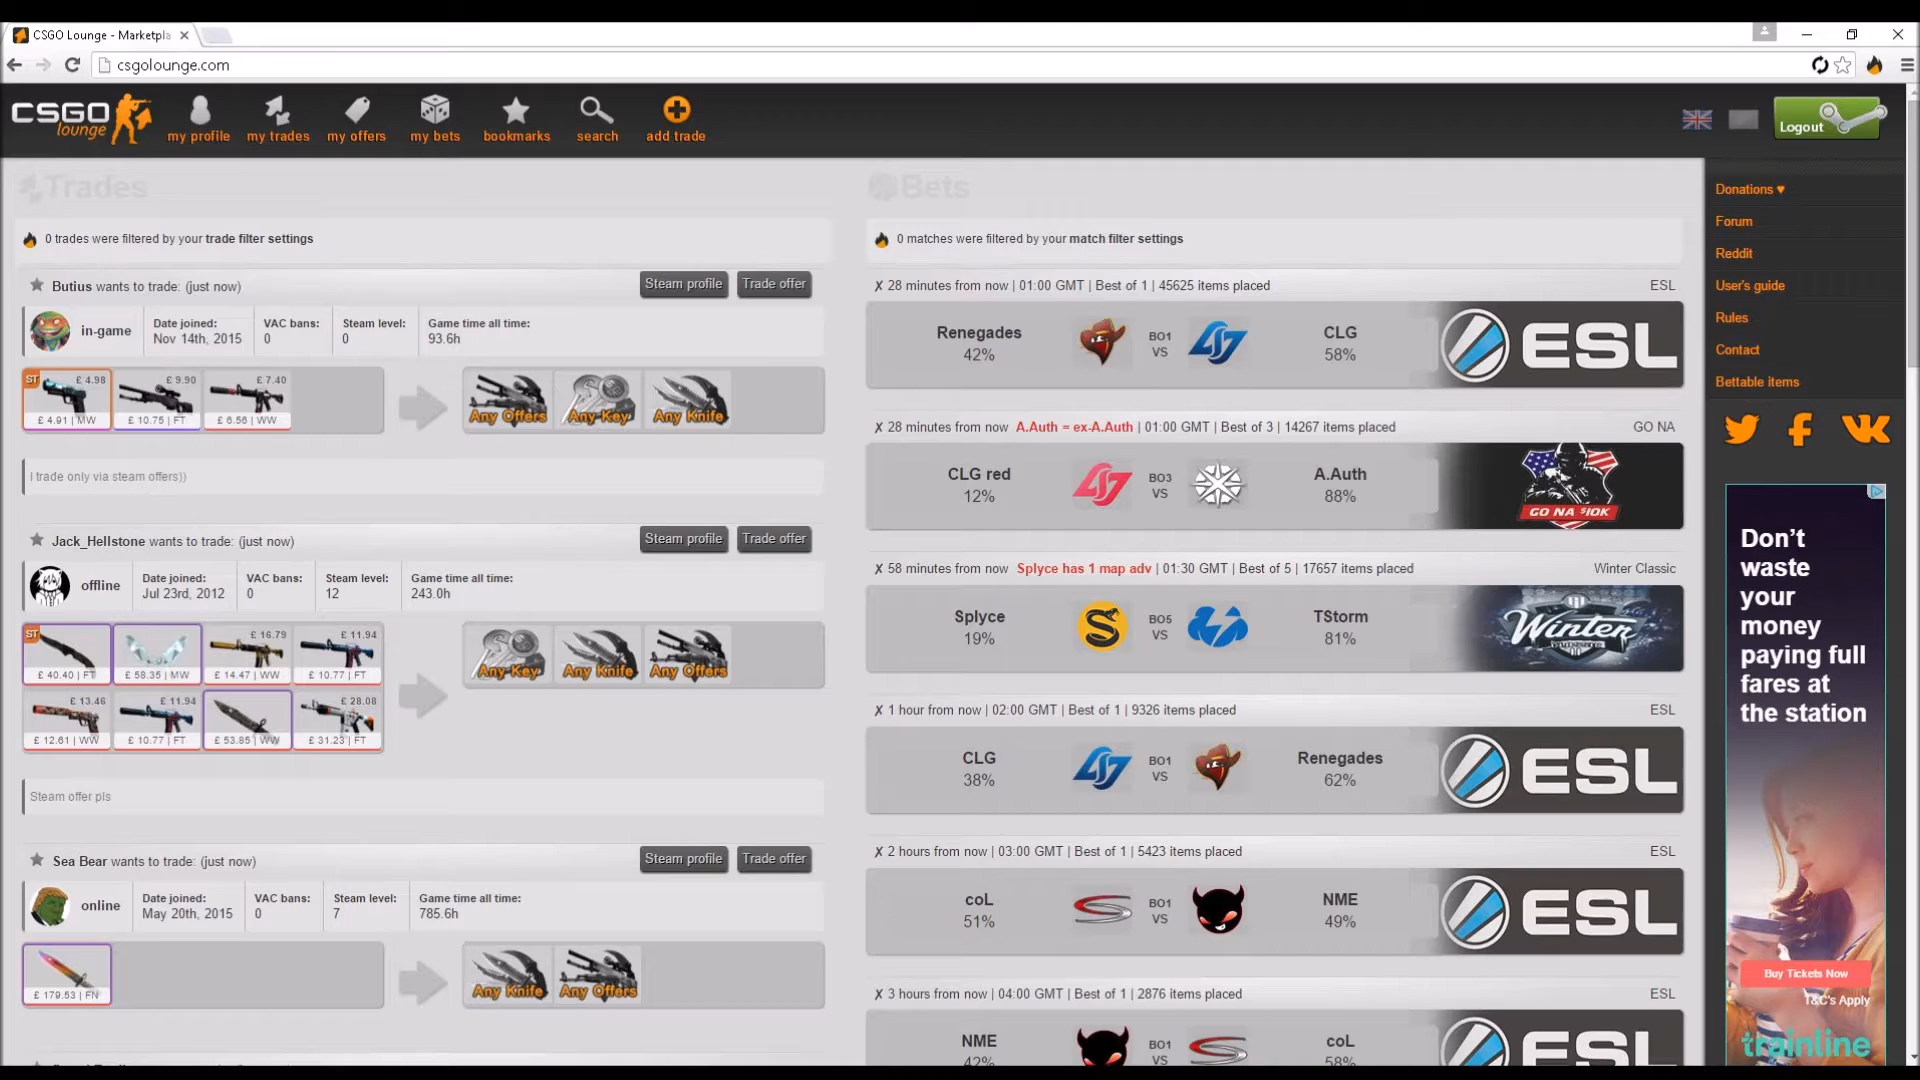 CSGO Lounge - Marketpla
csgolounge.com
CSGO lounge
my profile
my trades
my offers
my bets
bookmarks
search
add trade
Logout
Trades
0 trades were filtered by your trade filter settings
Butius wants to trade: (just now)
Steam profile
Trade offer
in-game
Date joined:
Nov 14th, 2015
VAC bans:
0
Steam level:
0
Game time all time:
93.6h
ST £ 4.98
£ 9.90
£ 7.40
£ 4.91 | MW
£ 10.75 | FT
£ 6.56 | WW
Any Offers
Any Key
Any Knife
I trade only via steam offers))
Jack_Hellstone wants to trade: (just now)
Steam profile
Trade offer
offline
Date joined:
Jul 23rd, 2012
VAC bans:
0
Steam level:
12
Game time all time:
243.0h
ST
£ 16.79
£ 11.94
£ 40.40 | FT
£ 58.35 | MW
£ 14.47 | WW
£ 10.77 | FT
Any Key
Any Knife
Any Offers
£ 13.46
£ 11.94
£ 28.08
£ 12.61 | WW
£ 10.77 | FT
£ 53.85 | WW
£ 31.23 | FT
Steam offer pls
Sea Bear wants to trade: (just now)
Steam profile
Trade offer
online
Date joined:
May 20th, 2015
VAC bans:
0
Steam level:
7
Game time all time:
785.6h
£ 179.53 | FN
Any Knife
Any Offers
Bets
0 matches were filtered by your match filter settings
✗ 28 minutes from now | 01:00 GMT | Best of 1 | 45625 items placed
ESL
Renegades
42%
BO1
VS
CLG
58%
ESL
✗ 28 minutes from now A.Auth = ex-A.Auth | 01:00 GMT | Best of 3 | 14267 items placed
GO NA
CLG red
12%
BO3
VS
A.Auth
88%
GO NA $10K
✗ 58 minutes from now Splyce has 1 map adv | 01:30 GMT | Best of 5 | 17657 items placed
Winter Classic
Splyce
19%
BO5
VS
TStorm
81%
Winter
✗ 1 hour from now | 02:00 GMT | Best of 1 | 9326 items placed
ESL
CLG
38%
BO1
VS
Renegades
62%
ESL
✗ 2 hours from now | 03:00 GMT | Best of 1 | 5423 items placed
ESL
coL
51%
BO1
VS
NME
49%
ESL
✗ 3 hours from now | 04:00 GMT | Best of 1 | 2876 items placed
ESL
NME
42%
BO1
VS
coL
58%
ESL
Donations ♥
Forum
Reddit
User's guide
Rules
Contact
Bettable items
Don't
waste
your
money
paying full
fares at
the station
Buy Tickets Now
T&C's Apply
trainline